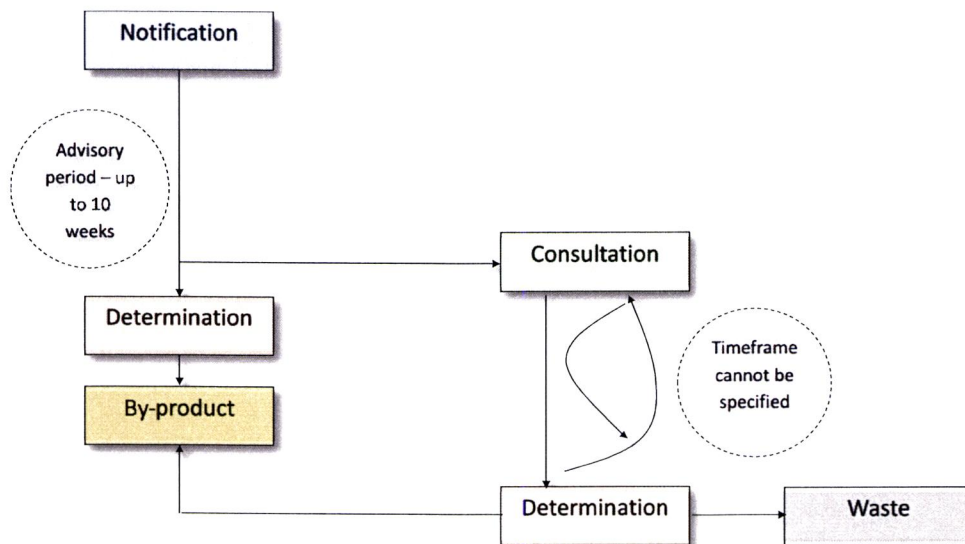 Notification
Advisory
period – up
to 10
weeks
Consultation
Determination
Timeframe
cannot be
specified
By-product
Determination
Waste